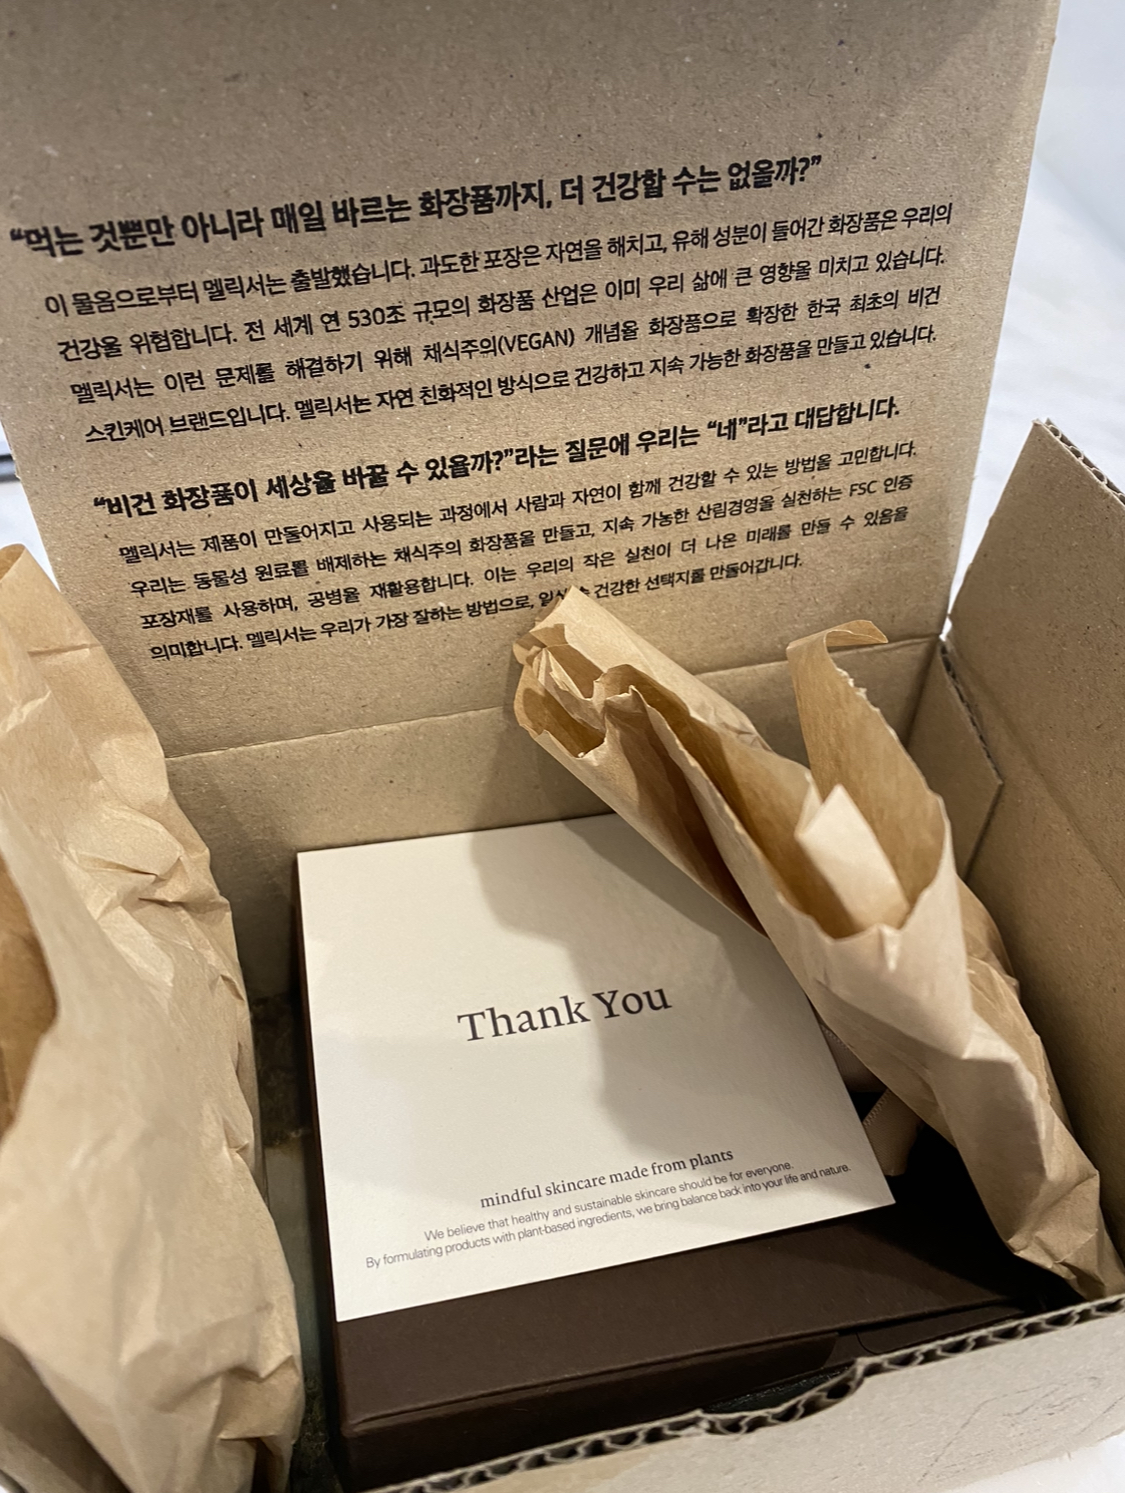 “먹는 것뿐만 아니라 매일 바르는 화장품까지, 더 건강할 수는 없을까?”
이 물음으로부터 멜릭서는 출발했습니다. 과도한 포장은 자연을 해치고, 유해 성분이 들어간 화장품은 우리의
건강을 위협합니다. 전 세계 연 530조 규모의 화장품 산업은 이미 우리 삶에 큰 영향을 미치고 있습니다.
멜릭서는 이런 문제를 해결하기 위해 채식주의(VEGAN) 개념을 화장품으로 확장한 한국 최초의 비건
스킨케어 브랜드입니다. 멜릭서는 자연 친화적인 방식으로 건강하고 지속 가능한 화장품을 만들고 있습니다.
“비건 화장품이 세상을 바꿀 수 있을까?”라는 질문에 우리는 “네”라고 대답합니다.
멜릭서는 제품이 만들어지고 사용되는 과정에서 사람과 자연이 함께 건강할 수 있는 방법을 고민합니다.
우리는 동물성 원료를 배제하는 채식주의 화장품을 만들고, 지속 가능한 산림경영을 실천하는 FSC 인증
포장재를 사용하며, 공병을 재활용합니다. 이는 우리의 작은 실천이 더 나은 미래를 만들 수 있음을
의미합니다. 멜릭서는 우리가 가장 잘하는 방법으로, 건강한 선택지를 만들어갑니다.
Thank You
mindful skincare made from plants
We believe that healthy and sustainable skincare should be for everyone.
By formulating products with plant-based ingredients, we bring balance back into your life and nature.